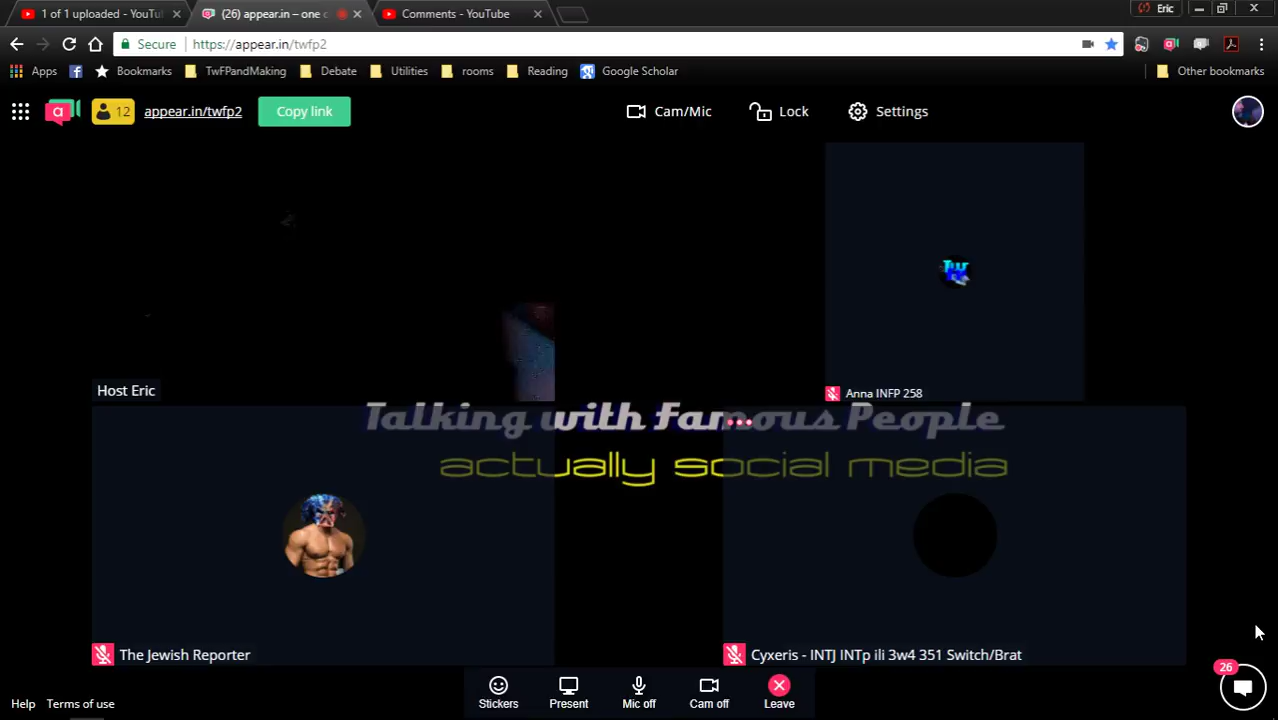 1 of 1 uploaded - YouTu
(26) appear.in – one c
Comments - YouTube
Eric
Secure
https://appear.in/twfp2
Apps
Bookmarks
TwFPandMaking
Debate
Utilities
rooms
Reading
Google Scholar
Other bookmarks
a
12
appear.in/twfp2
Copy link
Cam/Mic
Lock
Settings
Host Eric
Anna INFP 258
Talking with Famous People
actually social media
The Jewish Reporter
Cyxeris - INTJ INTp ili 3w4 351 Switch/Brat
26
Stickers
Present
Mic off
Cam off
Leave
Help
Terms of use